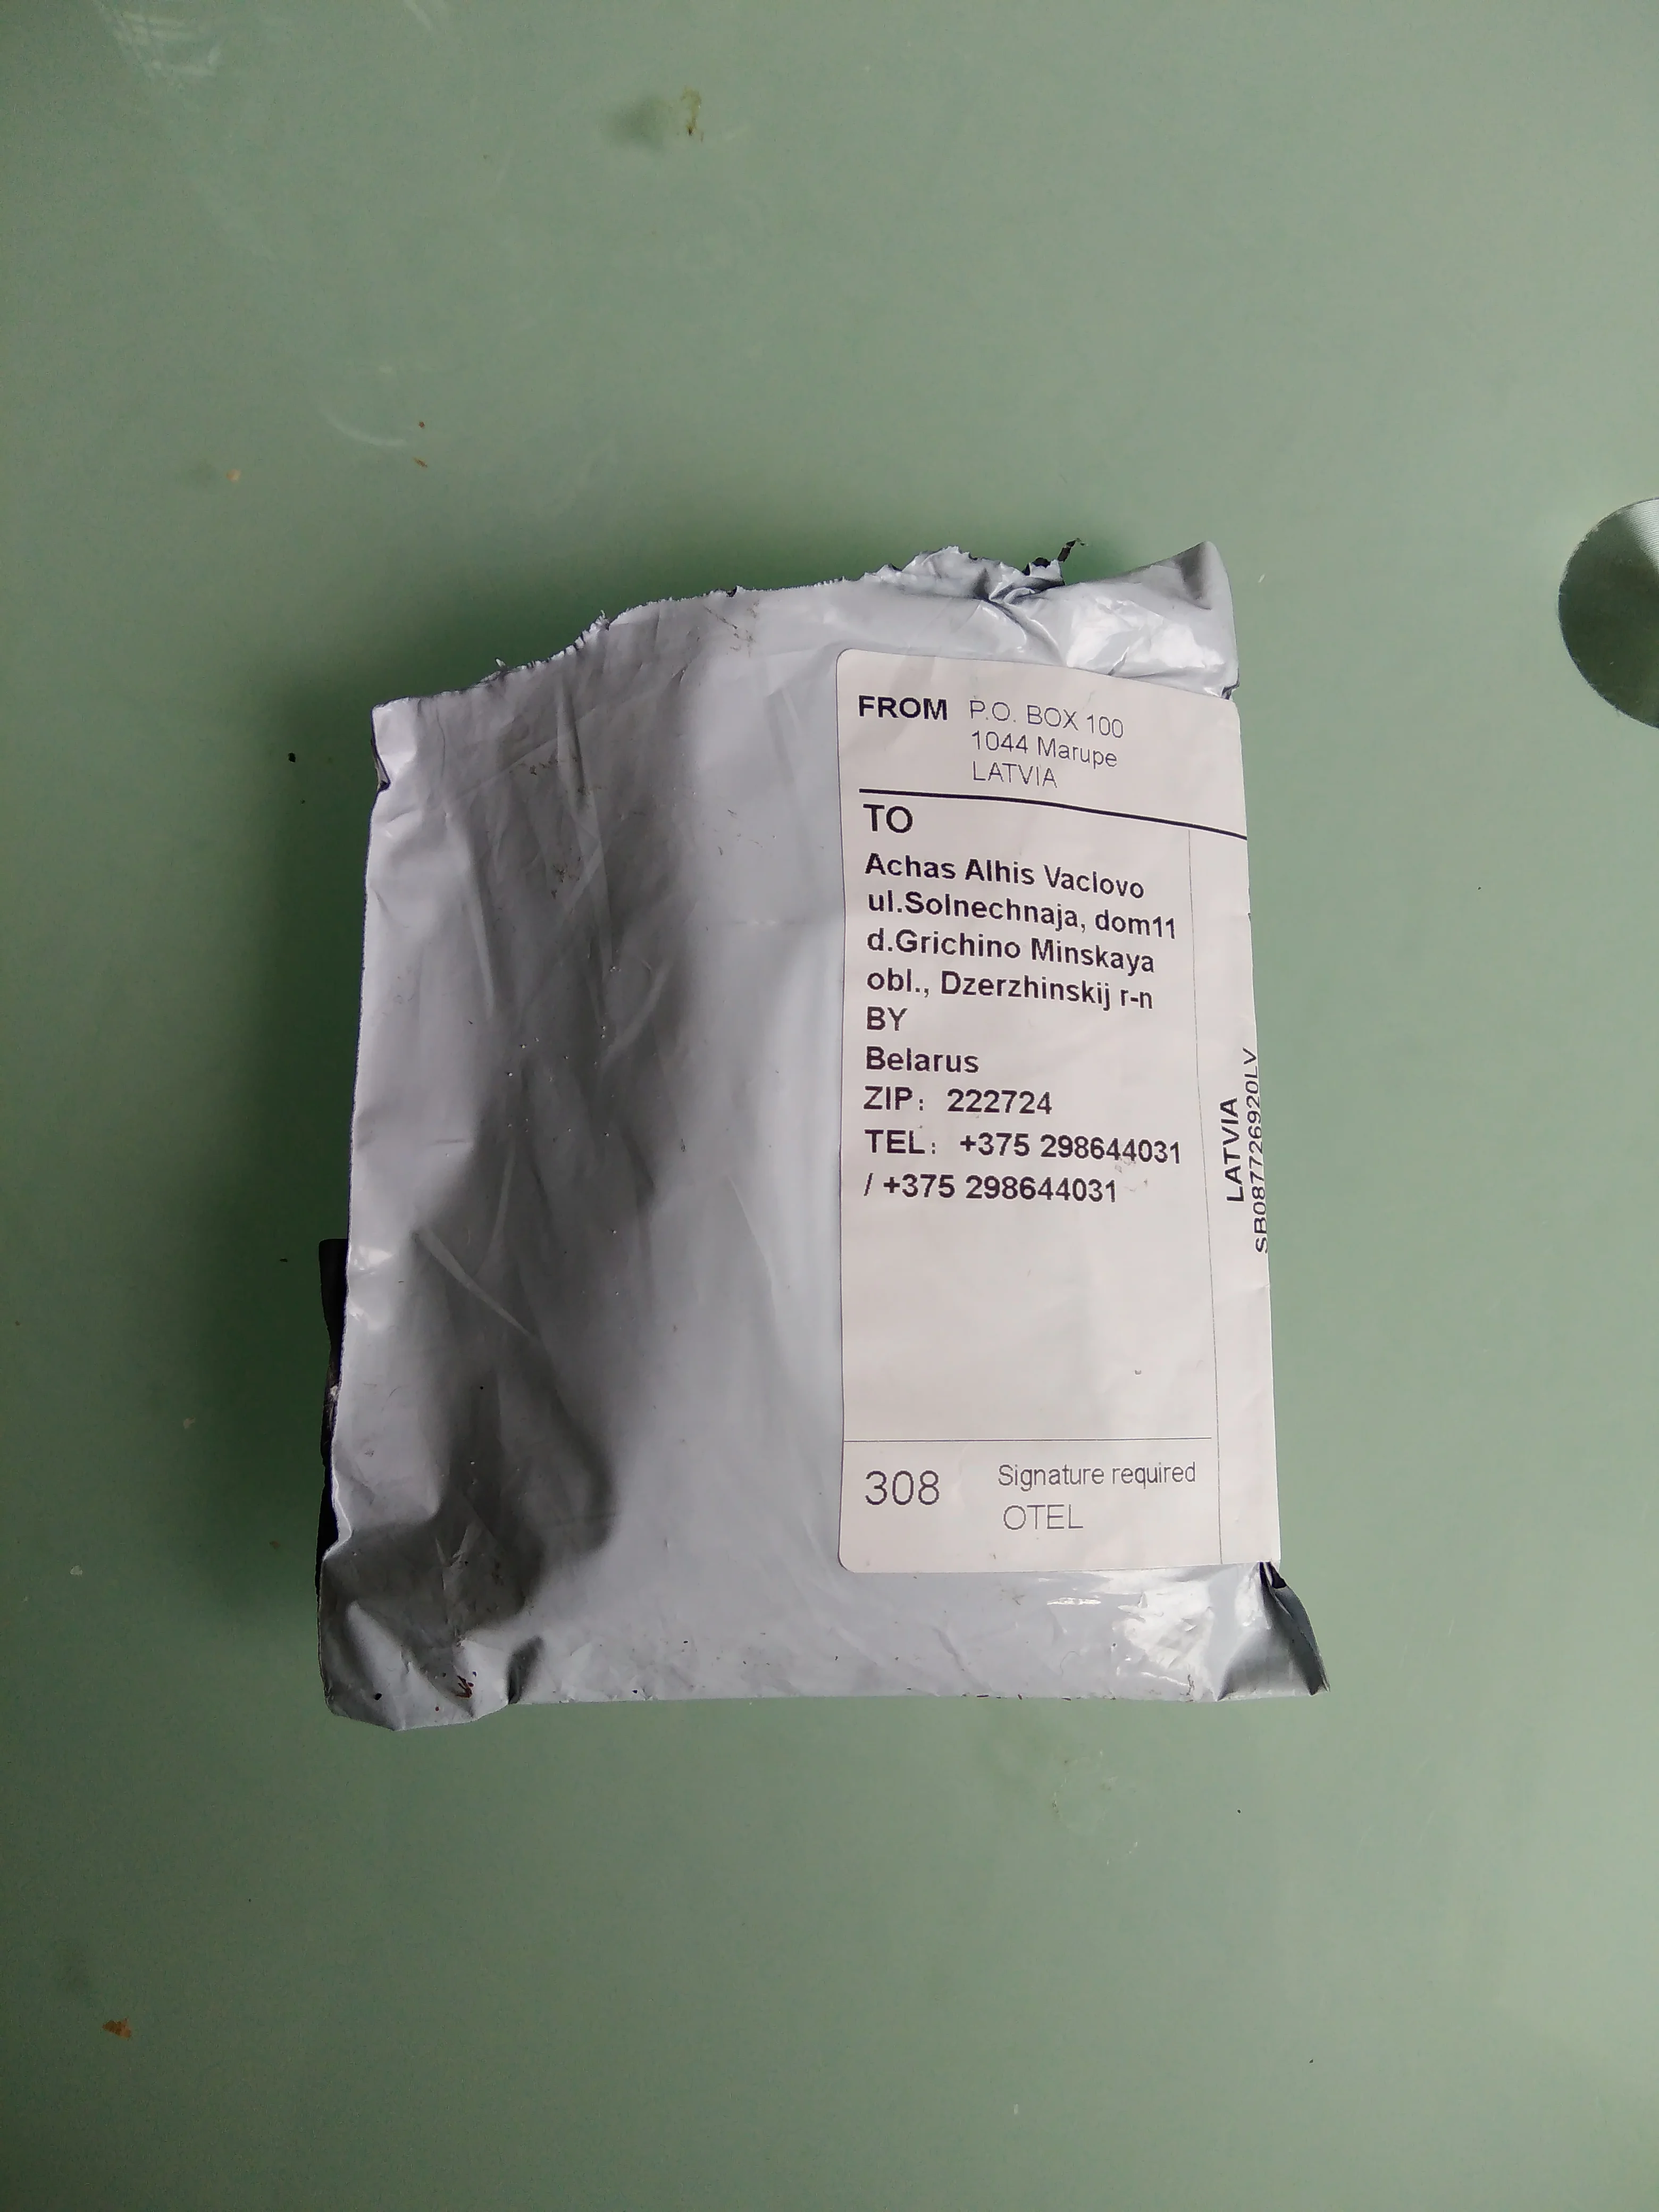 FROM P.O. BOX 100
1044 Marupe
LATVIA
TO
Achas Alhis Vaclovo
ul.Solnechnaja, dom11
d.Grichino Minskaya
obl., Dzerzhinskij r-n
BY
Belarus
ZIP： 222724
TEL： +375 298644031
/ +375 298644031
308 Signature required
OTEL
LATVIA
SB087726920LV